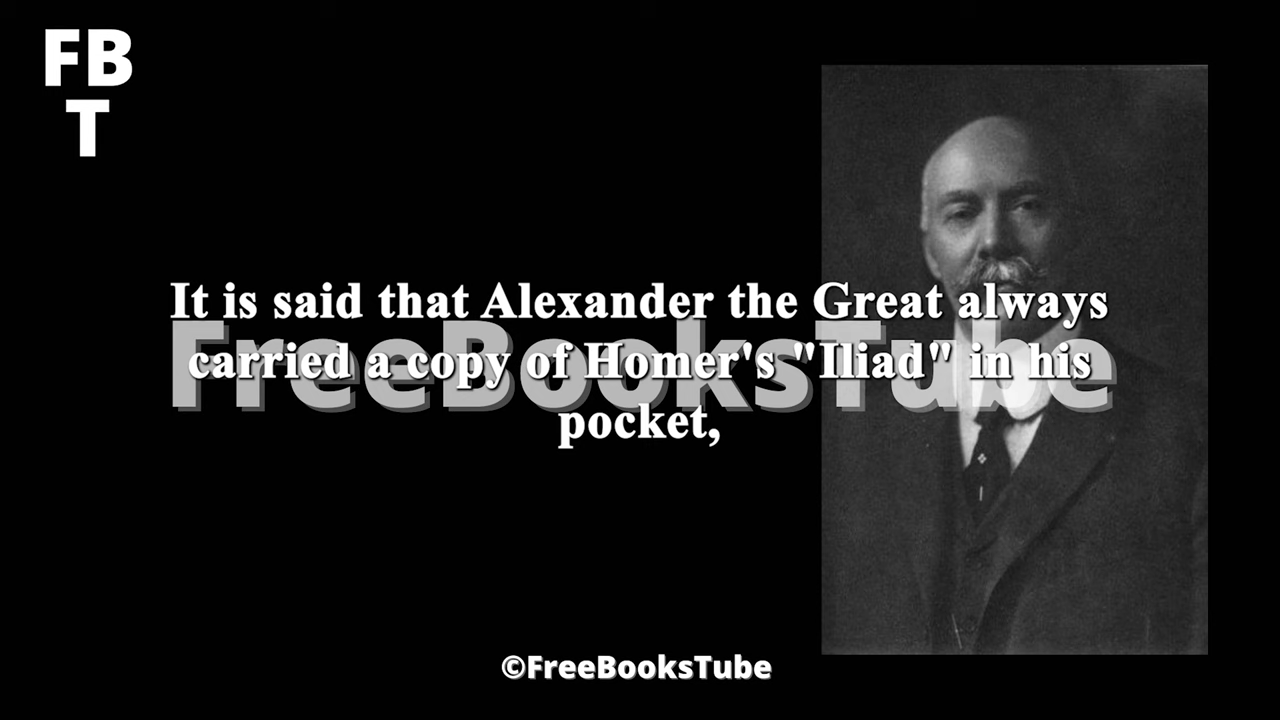 FB
T
It is said that Alexander the Great always
carried a copy of Homer's "Iliad" in his
pocket,
FreeBooksTube
©FreeBooksTube